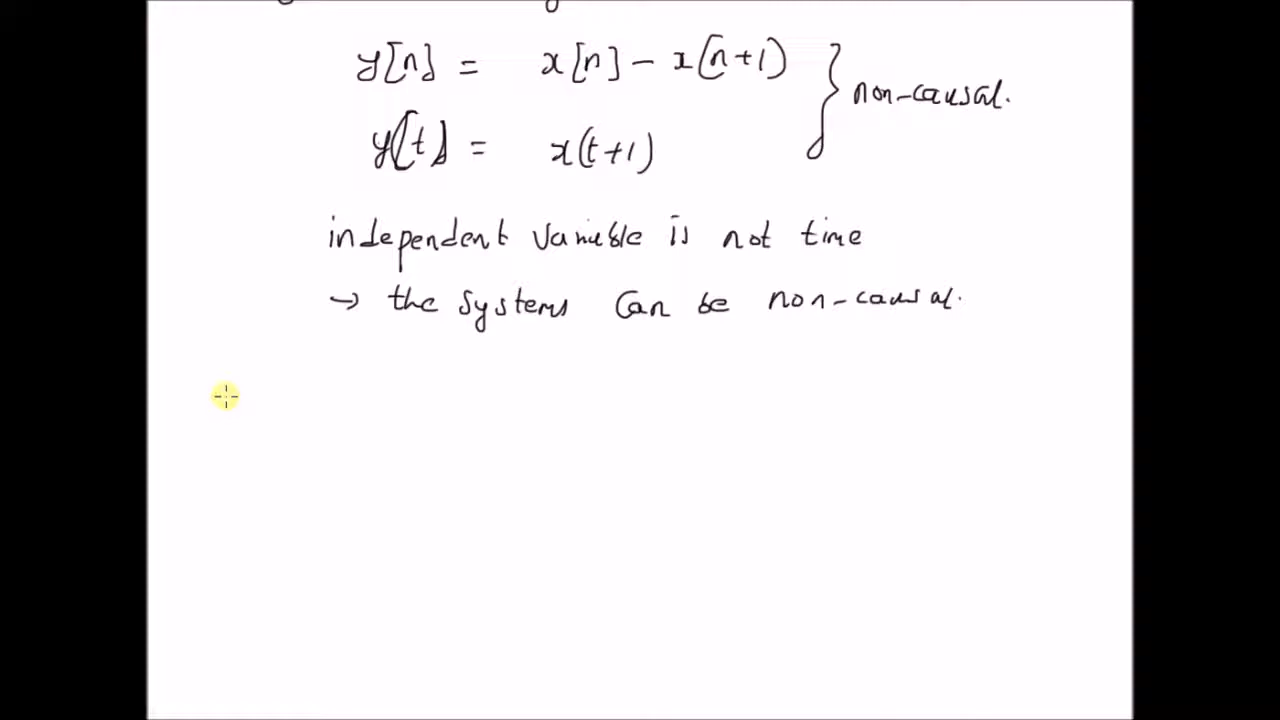 y[n] = x[n] - x[n+1)
y(t) = x(t+1)
} non-causal.
independent variable is not time
→ the systems can be non-causal.